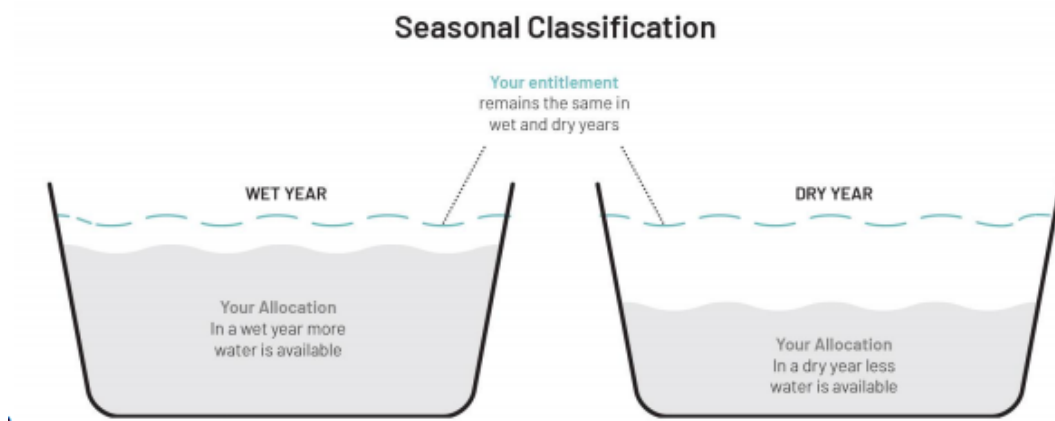 Seasonal Classification
Your entitlement
remains the same in
wet and dry years
WET YEAR
DRY YEAR
Your Allocation
In a wet year more
water is available
Your Allocation
In a dry year less
water is available